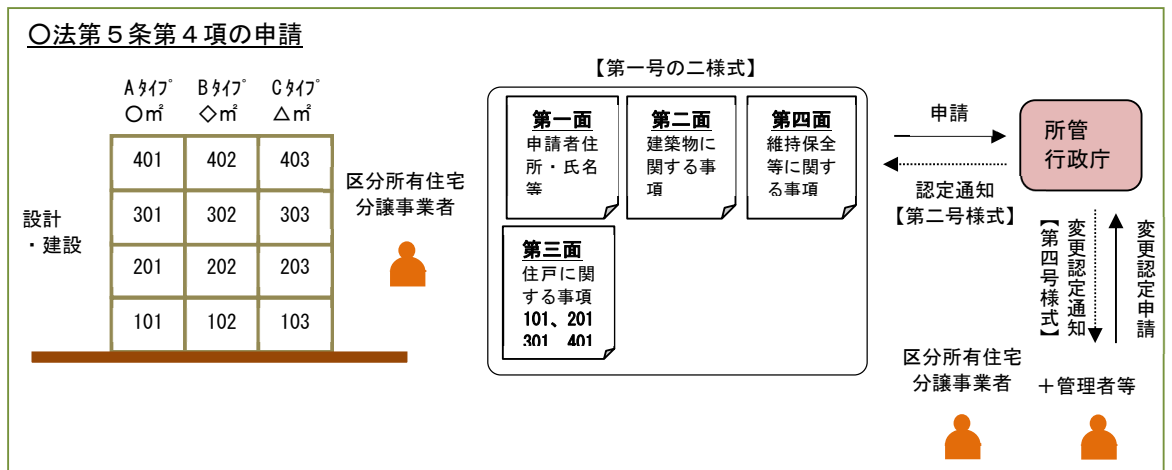 ○法第５条第４項の申請
Aﾀｲﾌﾟ Bﾀｲﾌﾟ Cﾀｲﾌﾟ
○㎡ ◇㎡ △㎡
401 402 403
301 302 303
201 202 203
101 102 103
設計
・建設
区分所有住宅
分譲事業者
【第一号の二様式】
第一面
申請者住
所・氏名
等
第二面
建築物に
関する事
項
第四面
維持保全
等に関す
る事項
第三面
住戸に関
する事項
101、201
301 401
申請
認定通知
【第二号様式】
所管
行政庁
変更認定申請
変更認定通知
【第四号様式】
区分所有住宅
分譲事業者
＋管理者等